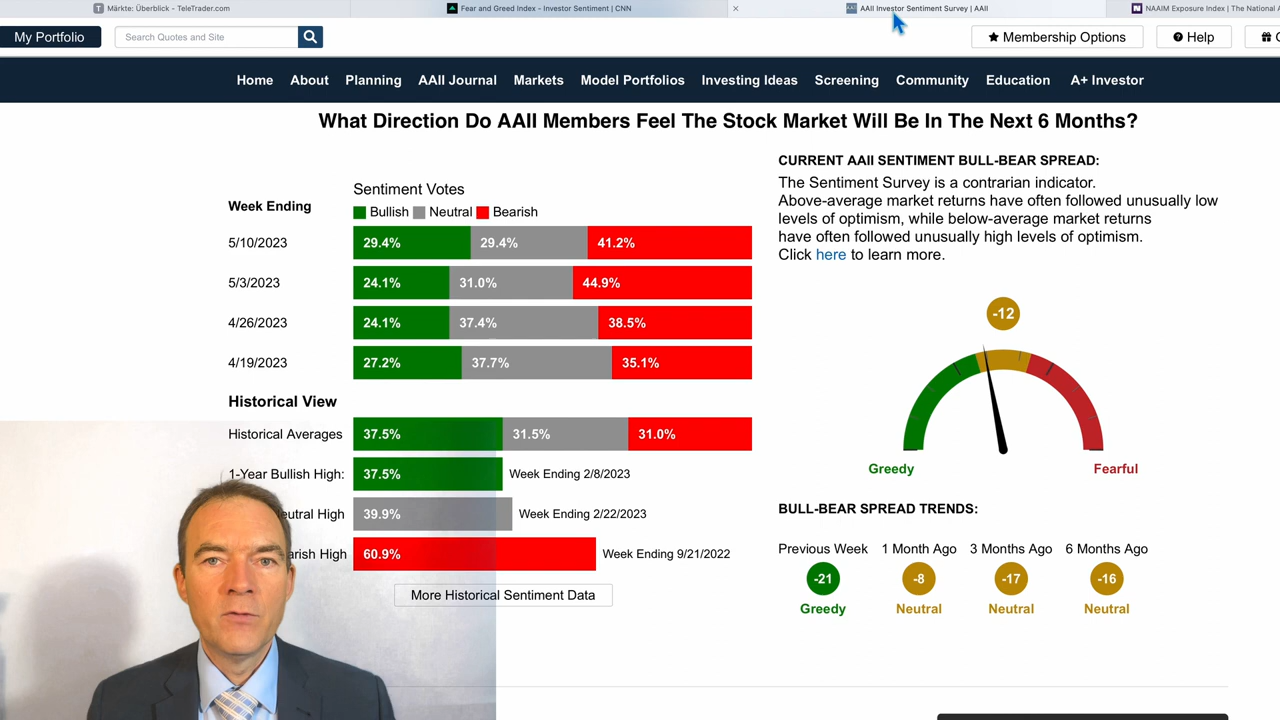 Märkte: Überblick - TeleTrader.com
Fear and Greed Index - Investor Sentiment | CNN
AAII Investor Sentiment Survey | AAII
NAAIM Exposure Index | The National A
My Portfolio
Search Quotes and Site
Membership Options
Help
Home About Planning AAII Journal Markets Model Portfolios Investing Ideas Screening Community Education A+ Investor
What Direction Do AAII Members Feel The Stock Market Will Be In The Next 6 Months?
Sentiment Votes
Week Ending
Bullish Neutral Bearish
5/10/2023 29.4% 29.4% 41.2%
5/3/2023 24.1% 31.0% 44.9%
4/26/2023 24.1% 37.4% 38.5%
4/19/2023 27.2% 37.7% 35.1%
Historical View
Historical Averages 37.5% 31.5% 31.0%
1-Year Bullish High: 37.5% Week Ending 2/8/2023
eutral High 39.9% Week Ending 2/22/2023
arish High 60.9% Week Ending 9/21/2022
More Historical Sentiment Data
CURRENT AAII SENTIMENT BULL-BEAR SPREAD:
The Sentiment Survey is a contrarian indicator.
Above-average market returns have often followed unusually low
levels of optimism, while below-average market returns
have often followed unusually high levels of optimism.
Click here to learn more.
-12
Greedy Fearful
BULL-BEAR SPREAD TRENDS:
Previous Week 1 Month Ago 3 Months Ago 6 Months Ago
-21 -8 -17 -16
Greedy Neutral Neutral Neutral